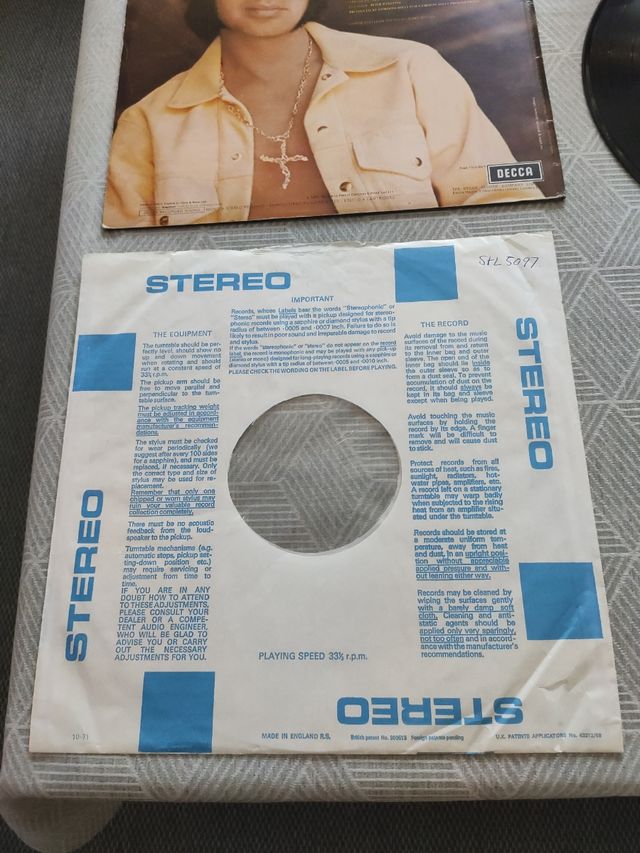 DECCA
StL 5097
STEREO
IMPORTANT
Records, whose Labels bear the words "Stereophonic" or
"Stereo" must be played with a pickup designed for stereo-
phonic records using a sapphire or diamond stylus with a tip
radius of between ·0005 and ·0007 inch. Failure to do so is
likely to result in poor sound and irreparable damage to record
and stylus.
If the words "stereophonic" or "stereo" do not appear on the record
label, the record is monophonic and may be played with any pick-up
(stereo or mono) designed for long-playing records using a sapphire or
diamond stylus with a tip radius of between ·0005 and ·0010 inch.
PLEASE CHECK THE WORDING ON THE LABEL BEFORE PLAYING.
THE EQUIPMENT
The turntable should be per-
fectly level, should show no
up and down movement
when rotating and should
run at a constant speed of
33⅓ r.p.m.
The pickup arm should be
free to move parallel and
perpendicular to the turn-
table surface.
The pickup tracking weight
must be adjusted in accord-
ance with the equipment
manufacturer's recommen-
dations.
The stylus must be checked
for wear periodically (we
suggest after every 100 sides
for a sapphire), and must be
replaced, if necessary. Only
the correct type and size of
stylus may be used for re-
placement.
Remember that only one
chipped or worn stylus may
ruin your valuable record
collection completely.
There must be no acoustic
feedback from the loud-
speaker to the pickup.
Turntable mechanisms (e.g.
automatic stops, pickup set-
ting-down position etc.)
may require servicing or
adjustment from time to
time.
IF YOU ARE IN ANY
DOUBT HOW TO ATTEND
TO THESE ADJUSTMENTS,
PLEASE CONSULT YOUR
DEALER OR A COMPE-
TENT AUDIO ENGINEER,
WHO WILL BE GLAD TO
ADVISE YOU OR CARRY
OUT THE NECESSARY
ADJUSTMENTS FOR YOU.
STEREO
THE RECORD
Avoid damage to the music
surfaces of the record
during its removal from and return
to the inner bag and outer
sleeve. The open end of the
inner bag should lie inside
the outer sleeve so as to
form a dust seal. To prevent
accumulation of dust on the
record, it should always be
kept in its bag and sleeve
except when being played.
Avoid touching the music
surfaces by holding the
record by its edge. A finger
mark will be difficult to
remove and will cause dust
to stick.
Protect records from all
sources of heat, such as fires,
sunlight, radiators, hot-
water pipes, amplifiers, etc.
A record left on a stationary
turntable may warp badly
when subjected to the rising
heat from an amplifier situ-
ated under the turntable.
Records should be stored at
a moderate uniform tem-
perature, away from heat
and dust, in an upright posi-
tion without appreciable
applied pressure and with-
out leaning either way.
Records may be cleaned by
wiping the surfaces gently
with a barely damp soft
cloth. Cleaning and anti-
static agents should be
applied only very sparingly,
not too often and in accord-
ance with the manufacturer's
recommendations.
STEREO
PLAYING SPEED 33⅓ r.p.m.
STEREO
10-71
MADE IN ENGLAND R.S.
British patent No.
Foreign patents pending
U.K. PATENTS APPLICATIONS No. 43213/68